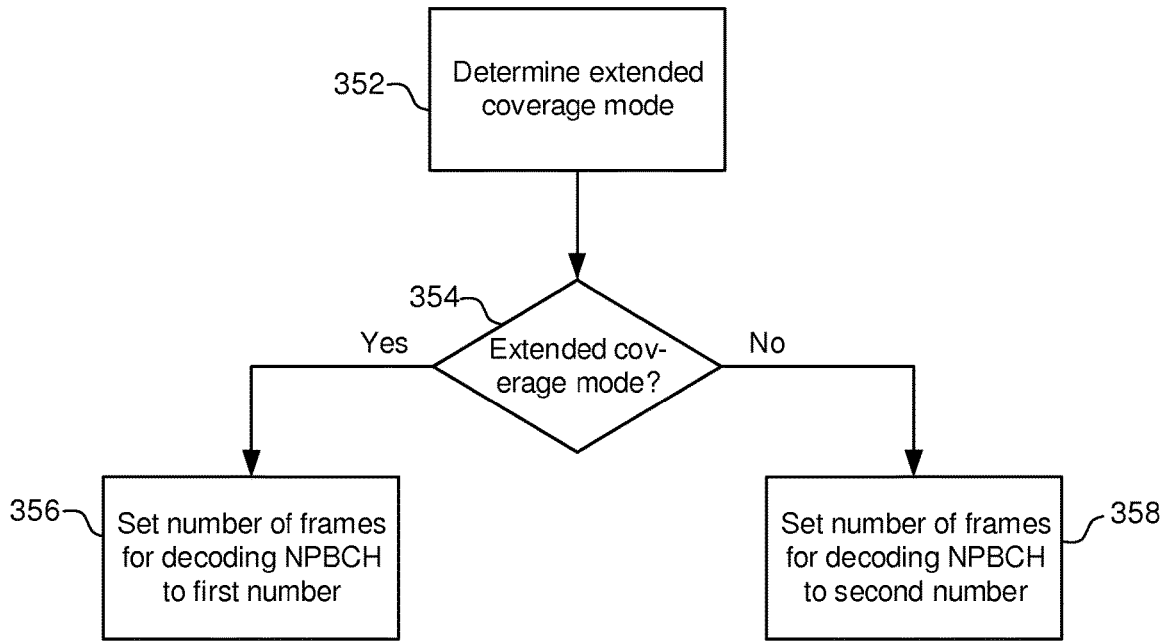 352
Determine extended
coverage mode
354
Yes
Extended cov-
erage mode?
No
356
Set number of frames
for decoding NPBCH
to first number
Set number of frames
for decoding NPBCH
to second number
358